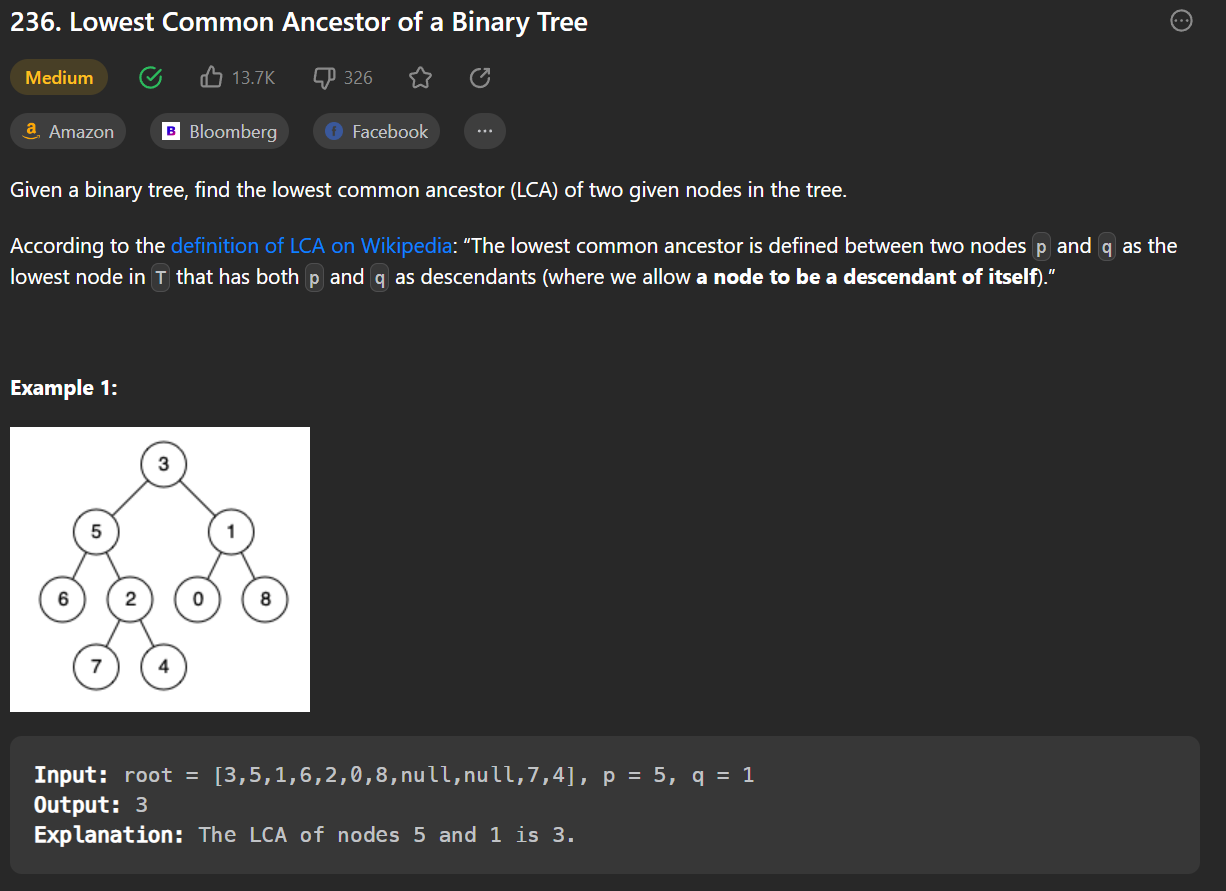 236. Lowest Common Ancestor of a Binary Tree
Medium 13.7K 326
Amazon Bloomberg Facebook ...
Given a binary tree, find the lowest common ancestor (LCA) of two given nodes in the tree.
According to the definition of LCA on Wikipedia: “The lowest common ancestor is defined between two nodes p and q as the
lowest node in T that has both p and q as descendants (where we allow a node to be a descendant of itself).”
Example 1:
3
5 1
6 2 0 8
7 4
Input: root = [3,5,1,6,2,0,8,null,null,7,4], p = 5, q = 1
Output: 3
Explanation: The LCA of nodes 5 and 1 is 3.